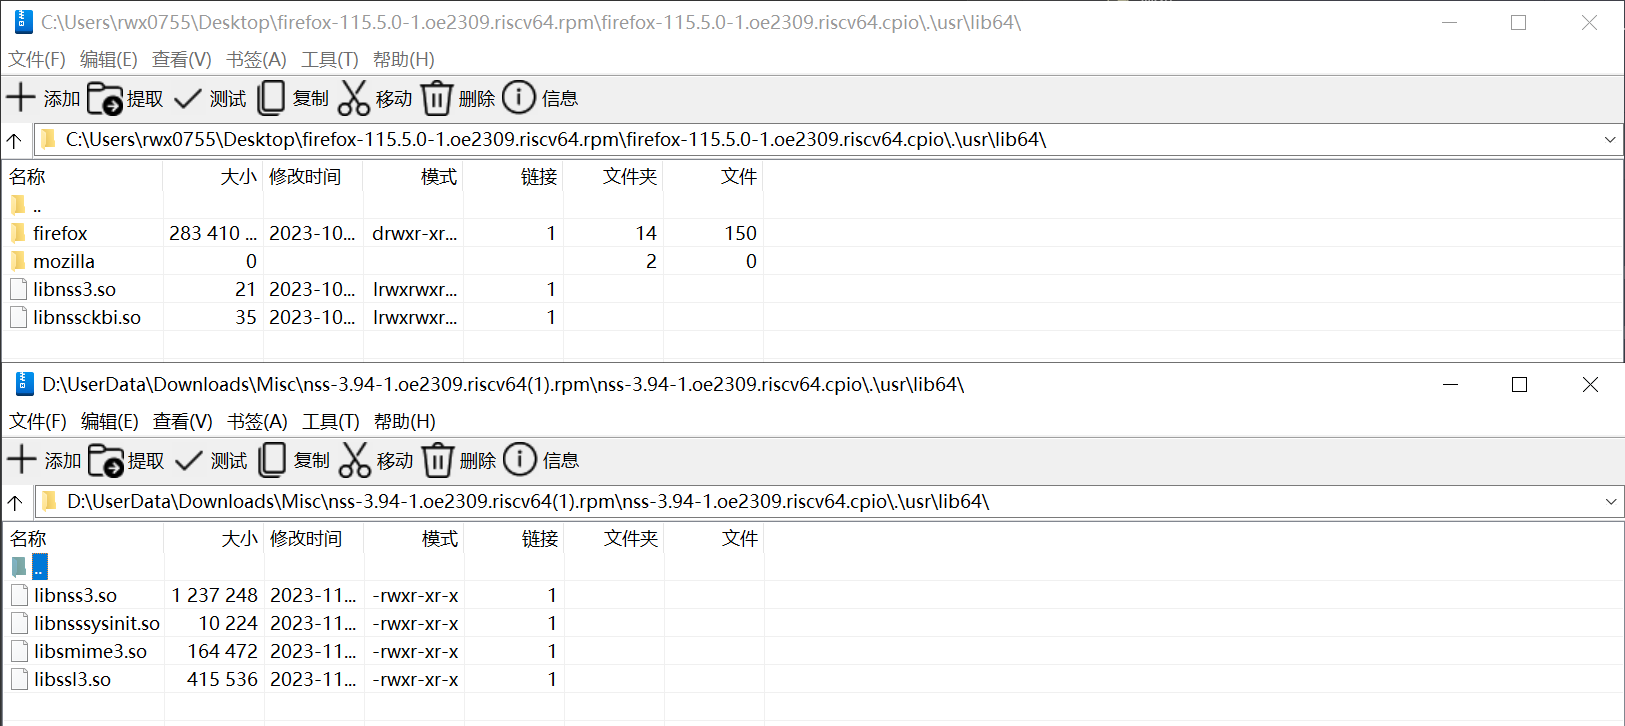 C:\Users\rwx0755\Desktop\firefox-115.5.0-1.oe2309.riscv64.rpm\firefox-115.5.0-1.oe2309.riscv64.cpio\.\usr\lib64\
文件(F) 编辑(E) 查看(V) 书签(A) 工具(T) 帮助(H)
添加 提取 测试 复制 移动 删除 信息
C:\Users\rwx0755\Desktop\firefox-115.5.0-1.oe2309.riscv64.rpm\firefox-115.5.0-1.oe2309.riscv64.cpio\.\usr\lib64\
名称 大小 修改时间 模式 链接 文件夹 文件
..
firefox 283 410 ... 2023-10... drwxr-xr... 1 14 150
mozilla 0 2 0
libnss3.so 21 2023-10... lrwxrwxr... 1
libnssckbi.so 35 2023-10... lrwxrwxr... 1
D:\UserData\Downloads\Misc\nss-3.94-1.oe2309.riscv64(1).rpm\nss-3.94-1.oe2309.riscv64.cpio\.\usr\lib64\
文件(F) 编辑(E) 查看(V) 书签(A) 工具(T) 帮助(H)
添加 提取 测试 复制 移动 删除 信息
D:\UserData\Downloads\Misc\nss-3.94-1.oe2309.riscv64(1).rpm\nss-3.94-1.oe2309.riscv64.cpio\.\usr\lib64\
名称 大小 修改时间 模式 链接 文件夹 文件
..
libnss3.so 1 237 248 2023-11... -rwxr-xr-x 1
libnsssysinit.so 10 224 2023-11... -rwxr-xr-x 1
libsmime3.so 164 472 2023-11... -rwxr-xr-x 1
libssl3.so 415 536 2023-11... -rwxr-xr-x 1